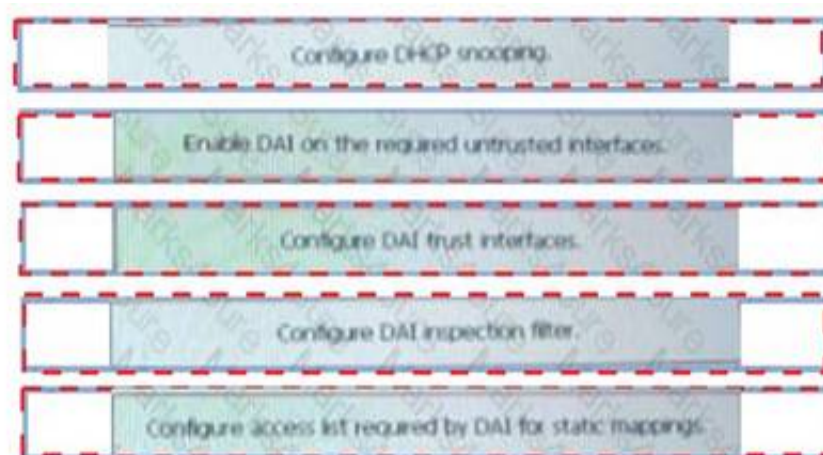 Configure DHCP snooping.
Enable DAI on the required untrusted interfaces.
Configure DAI trust interfaces.
Configure DAI inspection filter.
Configure access list required by DAI for static mappings.